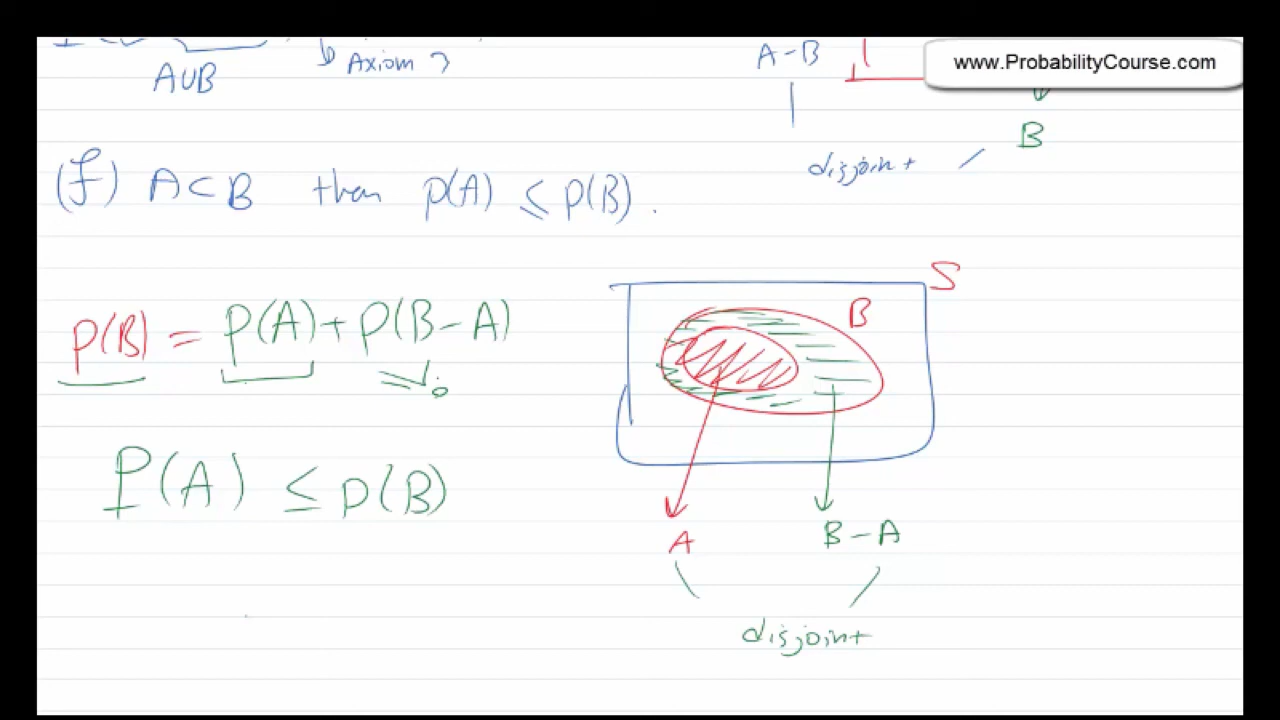 www.ProbabilityCourse.com
A-B
AUB
Axiom 3
B
disjoint
(f) A⊂B then P(A) ≤ P(B).
S
B
P(B) = P(A) + P(B-A)
≥0
P(A) ≤ P(B)
A
B-A
disjoint